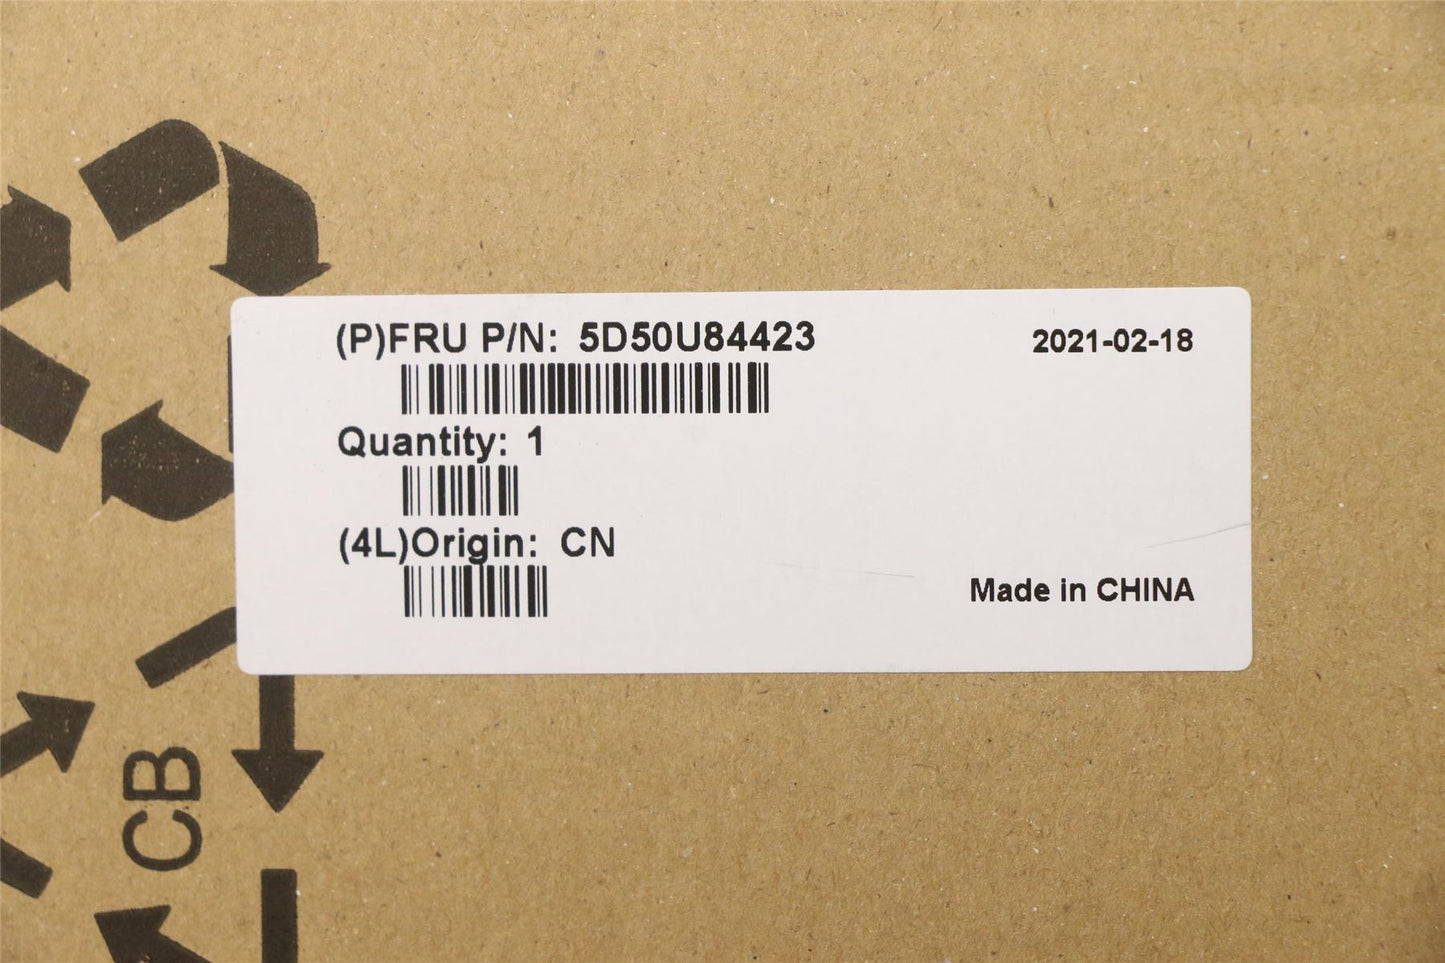 (P)FRU P/N: 5D50U84423
2021-02-18
Quantity: 1
(4L)Origin: CN
Made in CHINA
CB